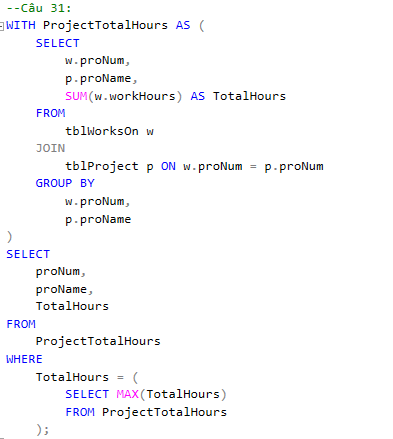 --Câu 31:
WITH ProjectTotalHours AS (
SELECT
w.proNum,
p.proName,
SUM(w.workHours) AS TotalHours
FROM
tblWorksOn w
JOIN
tblProject p ON w.proNum = p.proNum
GROUP BY
w.proNum,
p.proName
)
SELECT
proNum,
proName,
TotalHours
FROM
ProjectTotalHours
WHERE
TotalHours = (
SELECT MAX(TotalHours)
FROM ProjectTotalHours
);